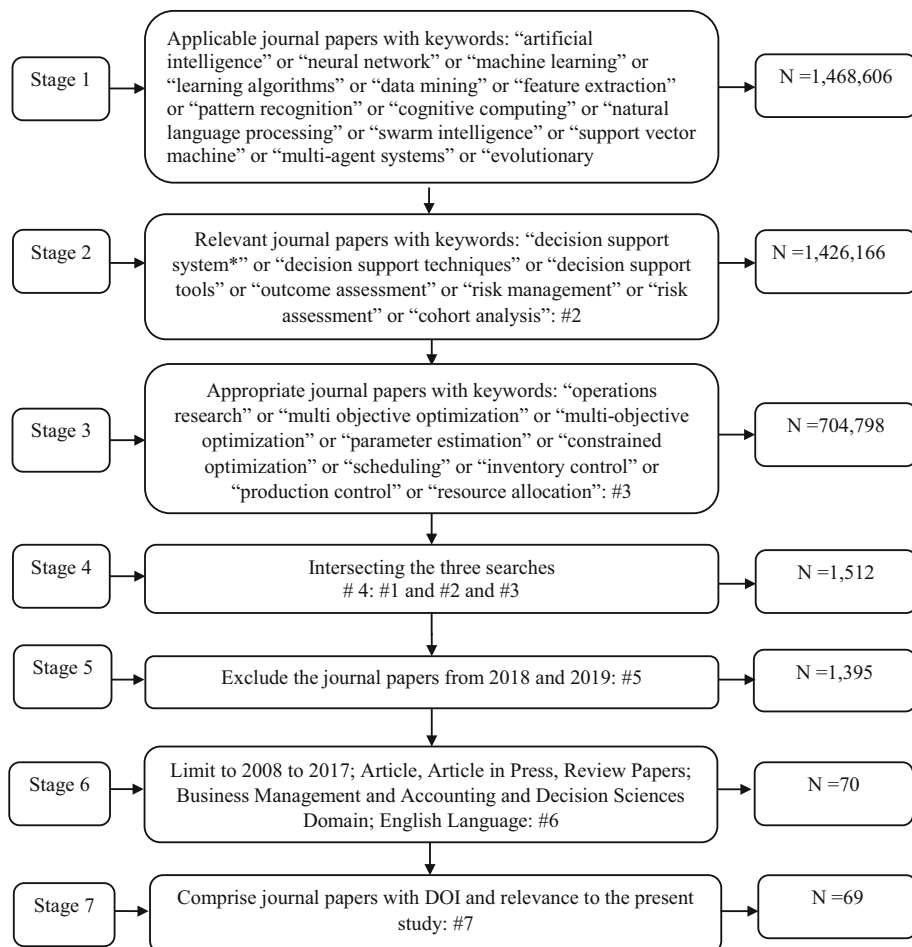 Stage 1
Applicable journal papers with keywords: “artificial
intelligence” or “neural network” or “machine learning” or
“learning algorithms” or “data mining” or “feature extraction”
or “pattern recognition” or “cognitive computing” or “natural
language processing” or “swarm intelligence” or “support vector
machine” or “multi-agent systems” or “evolutionary
N =1,468,606
Stage 2
Relevant journal papers with keywords: “decision support
system*” or “decision support techniques” or “decision support
tools” or “outcome assessment” or “risk management” or “risk
assessment” or “cohort analysis”: #2
N =1,426,166
Stage 3
Appropriate journal papers with keywords: “operations
research” or “multi objective optimization” or “multi-objective
optimization” or “parameter estimation” or “constrained
optimization” or “scheduling” or “inventory control” or
“production control” or “resource allocation”: #3
N =704,798
Stage 4
Intersecting the three searches
# 4: #1 and #2 and #3
N =1,512
Stage 5
Exclude the journal papers from 2018 and 2019: #5
N =1,395
Stage 6
Limit to 2008 to 2017; Article, Article in Press, Review Papers;
Business Management and Accounting and Decision Sciences
Domain; English Language: #6
N =70
Stage 7
Comprise journal papers with DOI and relevance to the present
study: #7
N =69